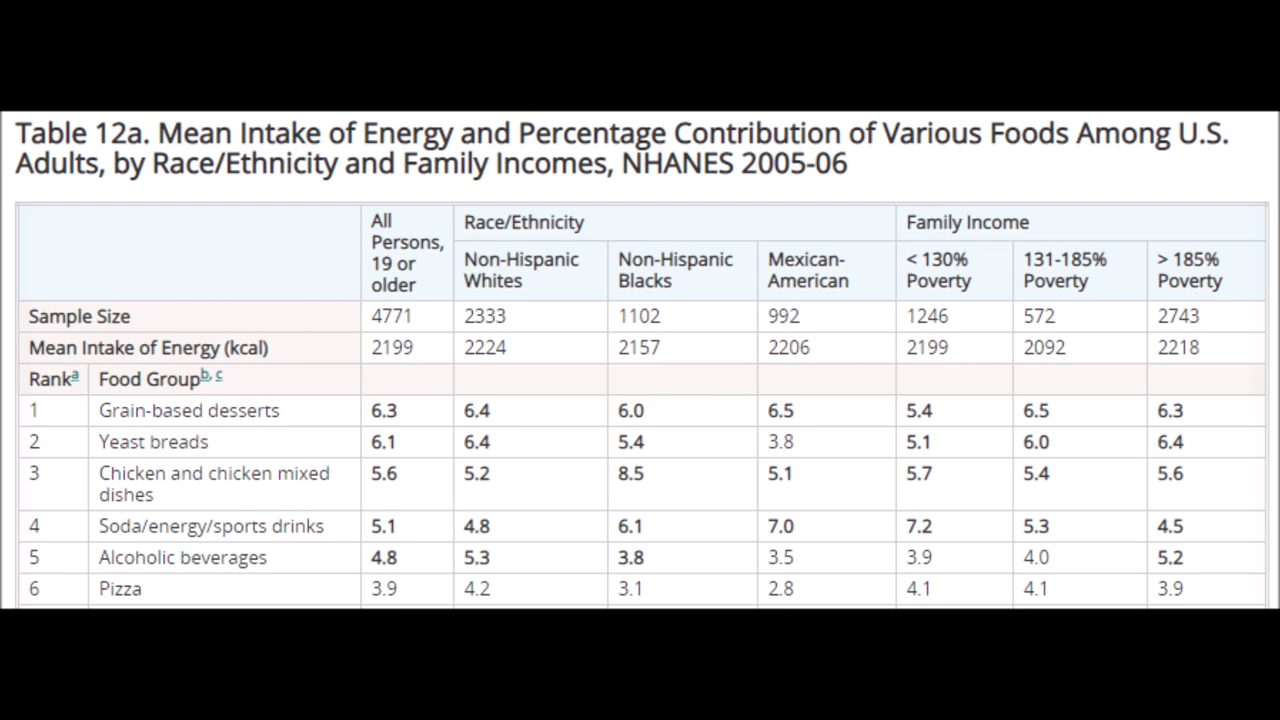 Table 12a. Mean Intake of Energy and Percentage Contribution of Various Foods Among U.S.
Adults, by Race/Ethnicity and Family Incomes, NHANES 2005-06
All Persons, 19 or older Race/Ethnicity Family Income
Non-Hispanic Whites Non-Hispanic Blacks Mexican-American < 130% Poverty 131-185% Poverty > 185% Poverty
Sample Size 4771 2333 1102 992 1246 572 2743
Mean Intake of Energy (kcal) 2199 2224 2157 2206 2199 2092 2218
Rank a Food Group b, c
1 Grain-based desserts 6.3 6.4 6.0 6.5 5.4 6.5 6.3
2 Yeast breads 6.1 6.4 5.4 3.8 5.1 6.0 6.4
3 Chicken and chicken mixed dishes 5.6 5.2 8.5 5.1 5.7 5.4 5.6
4 Soda/energy/sports drinks 5.1 4.8 6.1 7.0 7.2 5.3 4.5
5 Alcoholic beverages 4.8 5.3 3.8 3.5 3.9 4.0 5.2
6 Pizza 3.9 4.2 3.1 2.8 4.1 4.1 3.9